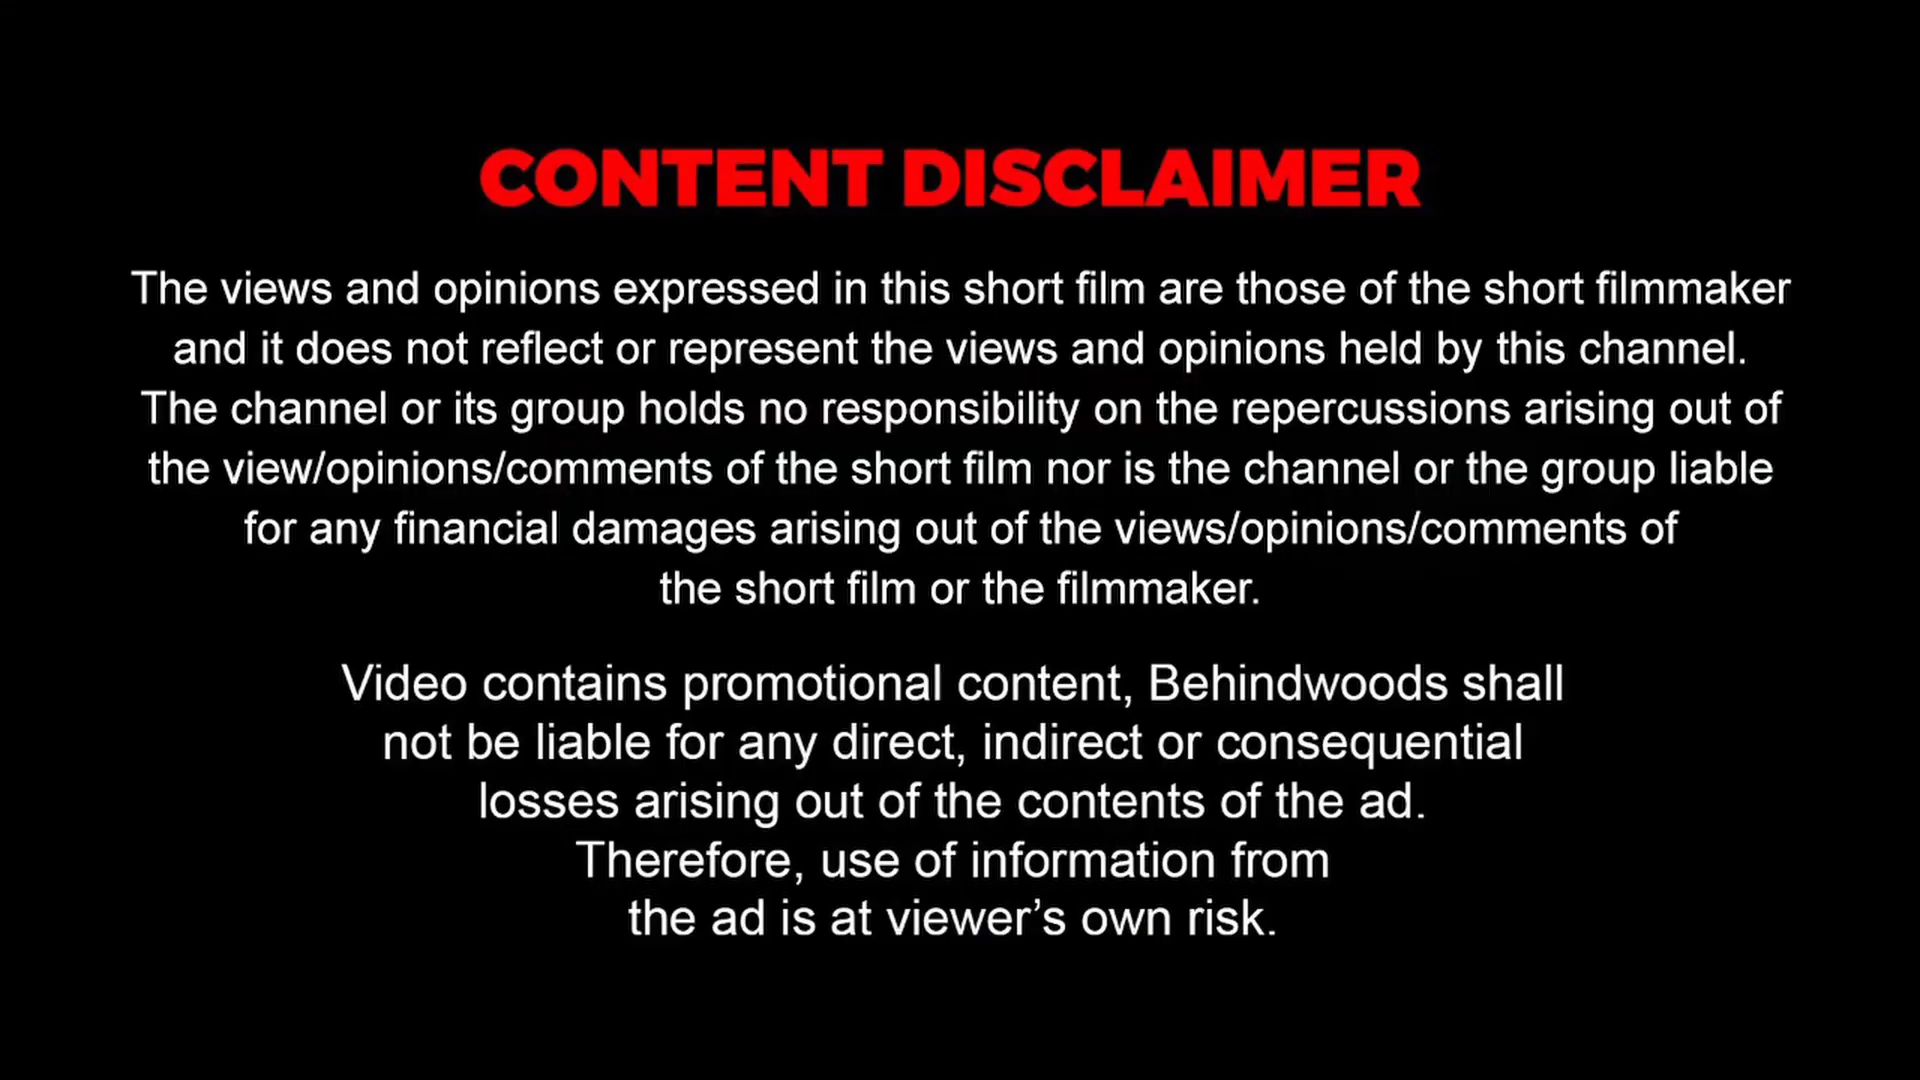 CONTENT DISCLAIMER
The views and opinions expressed in this short film are those of the short filmmaker
and it does not reflect or represent the views and opinions held by this channel.
The channel or its group holds no responsibility on the repercussions arising out of
the view/opinions/comments of the short film nor is the channel or the group liable
for any financial damages arising out of the views/opinions/comments of
the short film or the filmmaker.
Video contains promotional content, Behindwoods shall
not be liable for any direct, indirect or consequential
losses arising out of the contents of the ad.
Therefore, use of information from
the ad is at viewer’s own risk.